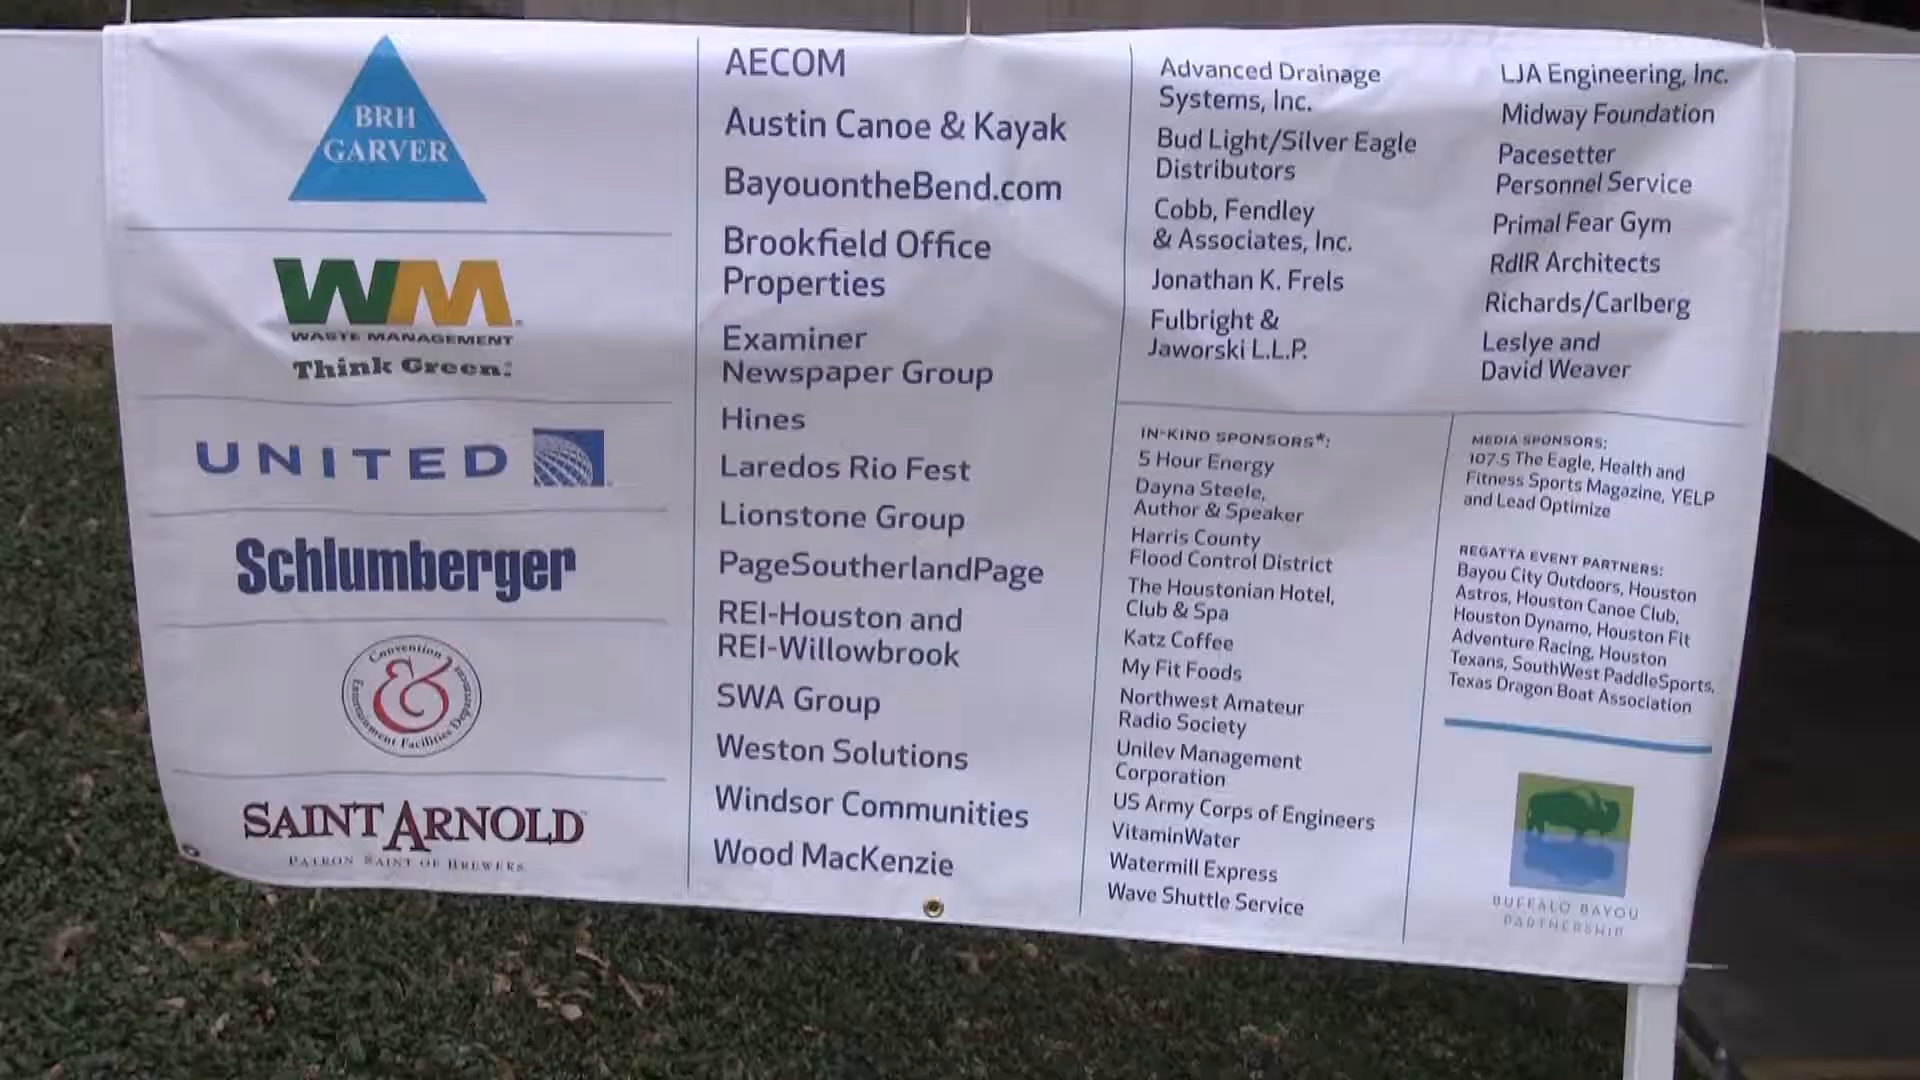 BRH
GARVER
WM
WASTE MANAGEMENT
Think Green.
UNITED
Schlumberger
Convention & Entertainment Facilities Department
SAINT ARNOLD
PATRON SAINT OF BREWERS
AECOM
Austin Canoe & Kayak
BayouontheBend.com
Brookfield Office
Properties
Examiner
Newspaper Group
Hines
Laredos Rio Fest
Lionstone Group
PageSoutherlandPage
REI-Houston and
REI-Willowbrook
SWA Group
Weston Solutions
Windsor Communities
Wood MacKenzie
Advanced Drainage
Systems, Inc.
Bud Light/Silver Eagle
Distributors
Cobb, Fendley
& Associates, Inc.
Jonathan K. Frels
Fulbright &
Jaworski L.L.P.
LJA Engineering, Inc.
Midway Foundation
Pacesetter
Personnel Service
Primal Fear Gym
RdlR Architects
Richards/Carlberg
Leslye and
David Weaver
IN-KIND SPONSORS*:
5 Hour Energy
Dayna Steele,
Author & Speaker
Harris County
Flood Control District
The Houstonian Hotel,
Club & Spa
Katz Coffee
My Fit Foods
Northwest Amateur
Radio Society
Unilev Management
Corporation
US Army Corps of Engineers
VitaminWater
Watermill Express
Wave Shuttle Service
MEDIA SPONSORS:
107.5 The Eagle, Health and
Fitness Sports Magazine, YELP
and Lead Optimize
REGATTA EVENT PARTNERS:
Bayou City Outdoors, Houston
Astros, Houston Canoe Club,
Houston Dynamo, Houston Fit
Adventure Racing, Houston
Texans, SouthWest PaddleSports,
Texas Dragon Boat Association
BUFFALO BAYOU
PARTNERSHIP